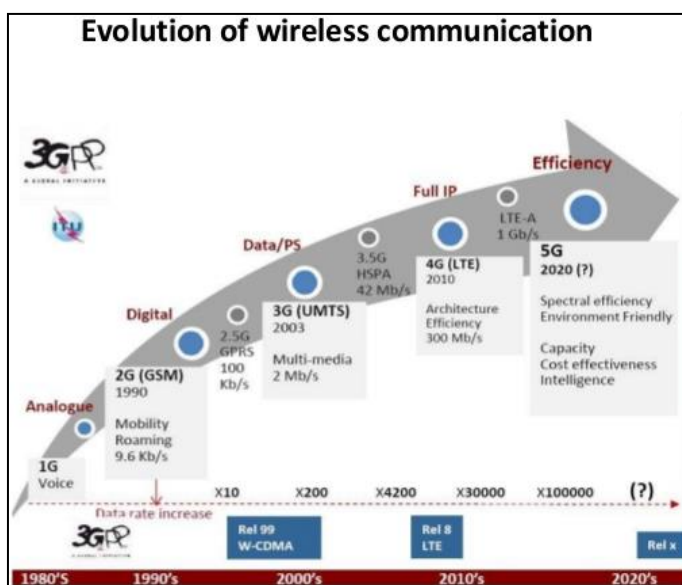 Evolution of wireless communication
3GPP
A GLOBAL INITIATIVE
ITU
Analogue
1G
Voice
Digital
2G (GSM)
1990
Mobility
Roaming
9.6 Kb/s
2.5G
GPRS
100
Kb/s
Data/PS
3G (UMTS)
2003
Multi-media
2 Mb/s
3.5G
HSPA
42 Mb/s
Full IP
4G (LTE)
2010
Architecture
Efficiency
300 Mb/s
LTE-A
1 Gb/s
Efficiency
5G
2020 (?)
Spectral efficiency
Environment Friendly
Capacity
Cost effectiveness
Intelligence
X10 X200 X4200 X30000 X100000 (?)
Data rate increase
3GPP
A GLOBAL INITIATIVE
Rel 99
W-CDMA
Rel 8
LTE
Rel x
1980'S 1990's 2000's 2010's 2020's